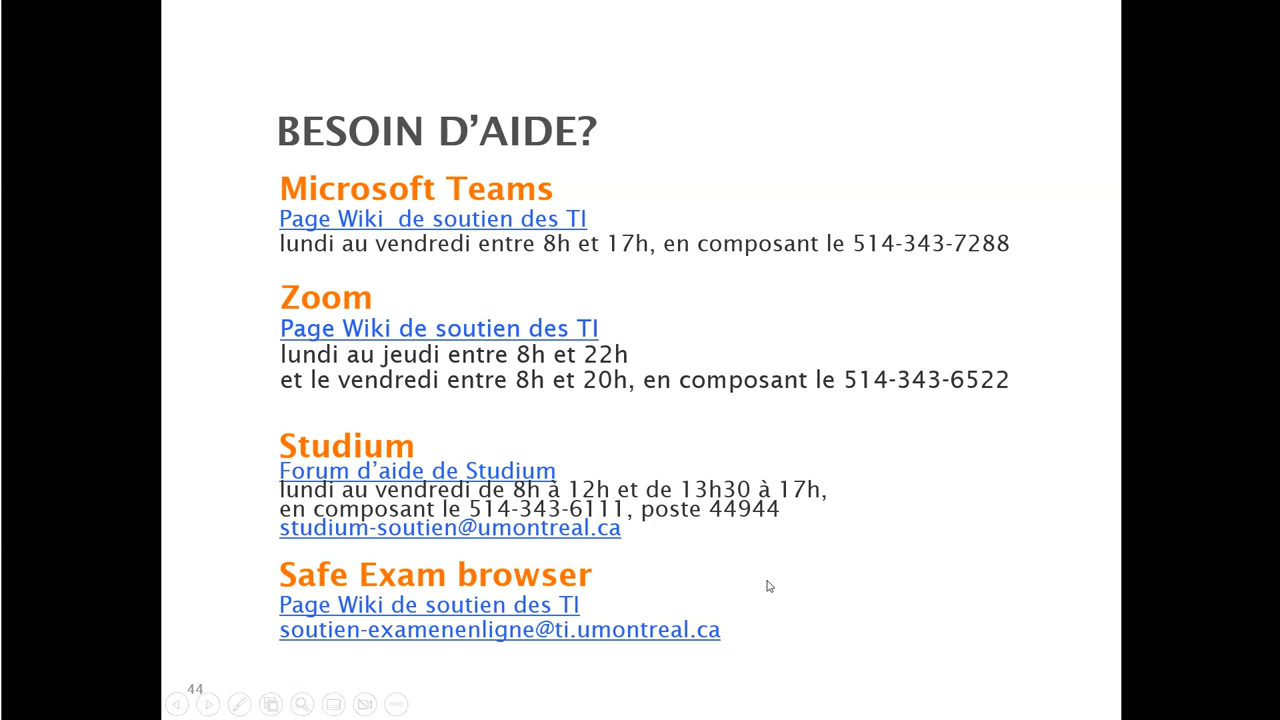 BESOIN D’AIDE?
Microsoft Teams
Page Wiki  de soutien des TI
lundi au vendredi entre 8h et 17h, en composant le 514-343-7288
Zoom
Page Wiki de soutien des TI
lundi au jeudi entre 8h et 22h
et le vendredi entre 8h et 20h, en composant le 514-343-6522
Studium
Forum d’aide de Studium
lundi au vendredi de 8h à 12h et de 13h30 à 17h,
en composant le 514-343-6111, poste 44944
studium-soutien@umontreal.ca
Safe Exam browser
Page Wiki de soutien des TI
soutien-examenenligne@ti.umontreal.ca
44